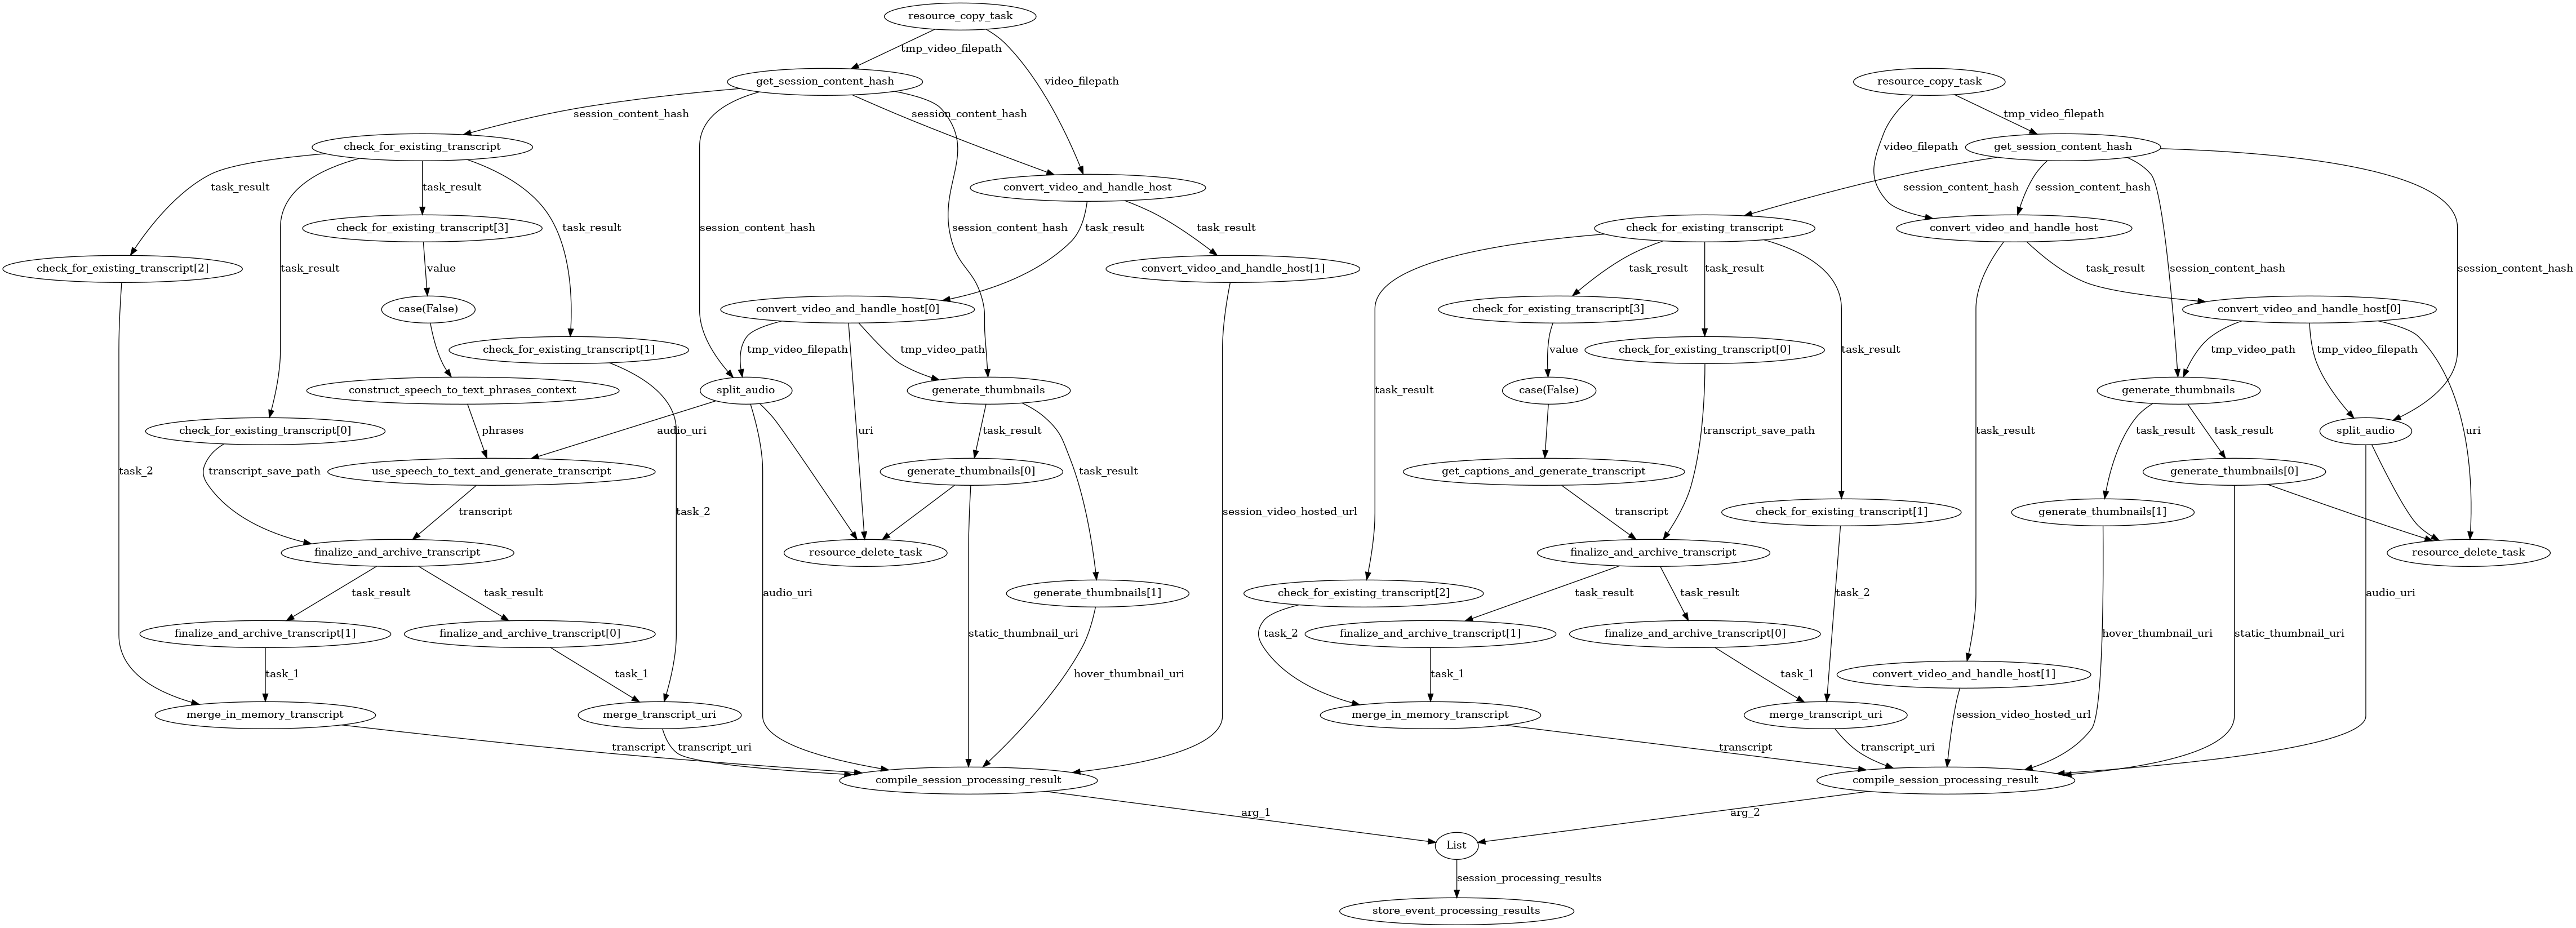 resource_copy_task
tmp_video_filepath
get_session_content_hash
video_filepath
resource_copy_task
session_content_hash
session_content_hash
tmp_video_filepath
check_for_existing_transcript
get_session_content_hash
task_result
task_result
task_result
convert_video_and_handle_host
video_filepath
session_content_hash
session_content_hash
check_for_existing_transcript[3]
task_result
session_content_hash
session_content_hash
task_result
task_result
check_for_existing_transcript
convert_video_and_handle_host
check_for_existing_transcript[2]
task_result
value
convert_video_and_handle_host[1]
task_result
task_result
task_result
session_content_hash
session_content_hash
case(False)
convert_video_and_handle_host[0]
check_for_existing_transcript[3]
convert_video_and_handle_host[0]
check_for_existing_transcript[1]
tmp_video_filepath
tmp_video_path
value
check_for_existing_transcript[0]
task_result
tmp_video_path
tmp_video_filepath
construct_speech_to_text_phrases_context
split_audio
generate_thumbnails
task_result
case(False)
generate_thumbnails
check_for_existing_transcript[0]
phrases
audio_uri
uri
task_result
transcript_save_path
task_result
task_result
task_result
split_audio
uri
task_2
transcript_save_path
use_speech_to_text_and_generate_transcript
generate_thumbnails[0]
task_result
get_captions_and_generate_transcript
generate_thumbnails[0]
transcript
task_2
session_video_hosted_url
transcript
check_for_existing_transcript[1]
generate_thumbnails[1]
finalize_and_archive_transcript
resource_delete_task
finalize_and_archive_transcript
resource_delete_task
task_result
task_result
audio_uri
generate_thumbnails[1]
check_for_existing_transcript[2]
task_result
task_result
task_2
audio_uri
finalize_and_archive_transcript[1]
finalize_and_archive_transcript[0]
static_thumbnail_uri
task_2
finalize_and_archive_transcript[1]
finalize_and_archive_transcript[0]
hover_thumbnail_uri
static_thumbnail_uri
task_1
task_1
hover_thumbnail_uri
task_1
task_1
convert_video_and_handle_host[1]
merge_in_memory_transcript
merge_transcript_uri
merge_in_memory_transcript
merge_transcript_uri
session_video_hosted_url
transcript
transcript_uri
transcript
transcript_uri
compile_session_processing_result
compile_session_processing_result
arg_1
arg_2
List
session_processing_results
store_event_processing_results